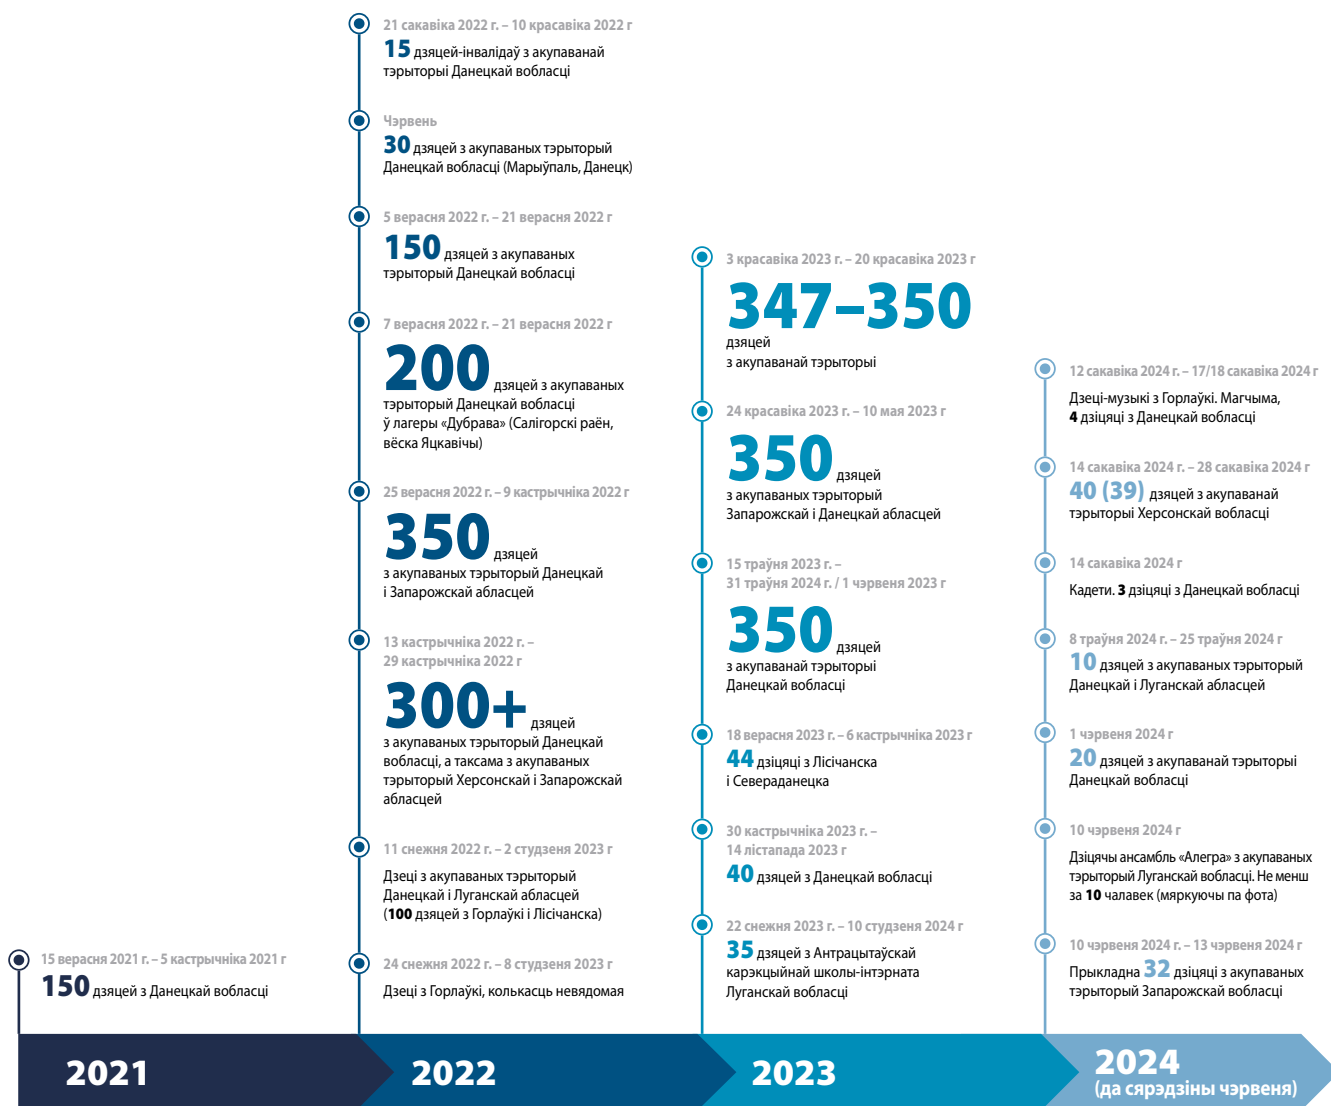 21 сакавіка 2022 г. – 10 красавіка 2022 г
15 дзяцей-інвалідаў з акупаванай
тэрыторыі Данецкай вобласці
Чэрвень
30 дзяцей з акупаваных тэрыторый
Данецкай вобласці (Марыўпаль, Данецк)
5 верасня 2022 г. – 21 верасня 2022 г
150 дзяцей з акупаваных
тэрыторый Данецкай вобласці
7 верасня 2022 г. – 21 верасня 2022 г
200 дзяцей з акупаваных
тэрыторый Данецкай вобласці
ў лагеры «Дубрава» (Салігорскі раён,
вёска Яцкавічы)
25 верасня 2022 г. – 9 кастрычніка 2022 г
350 дзяцей
з акупаваных тэрыторый Данецкай
і Запарожскай абласцей
13 кастрычніка 2022 г. –
29 кастрычніка 2022 г
300+ дзяцей
з акупаваных тэрыторый Данецкай
вобласці, а таксама з акупаваных
тэрыторый Херсонскай і Запарожскай
абласцей
11 снежня 2022 г. – 2 студзеня 2023 г
Дзеці з акупаваных тэрыторый
Данецкай і Луганскай абласцей
(100 дзяцей з Горлаўкі і Лісічанска)
24 снежня 2022 г. – 8 студзеня 2023 г
Дзеці з Горлаўкі, колькасць невядомая
15 верасня 2021 г. – 5 кастрычніка 2021 г
150 дзяцей з Данецкай вобласці
3 красавіка 2023 г. – 20 красавіка 2023 г
347–350
дзяцей
з акупаванай тэрыторыі
24 красавіка 2023 г. – 10 мая 2023 г
350 дзяцей
з акупаваных тэрыторый
Запарожскай і Данецкай абласцей
15 траўня 2023 г. –
31 траўня 2024 г. / 1 чэрвеня 2023 г
350 дзяцей
з акупаванай тэрыторыі
Данецкай вобласці
18 верасня 2023 г. – 6 кастрычніка 2023 г
44 дзіцяці з Лісічанска
і Севераданецка
30 кастрычніка 2023 г. –
14 лістапада 2023 г
40 дзяцей з Данецкай вобласці
22 снежня 2023 г. – 10 студзеня 2024 г
35 дзяцей з Антрацытаўскай
карэкцыйнай школы-інтэрната
Луганскай вобласці
12 сакавіка 2024 г. – 17/18 сакавіка 2024 г
Дзеці-музыкі з Горлаўкі. Магчыма,
4 дзіцяці з Данецкай вобласці
14 сакавіка 2024 г. – 28 сакавіка 2024 г
40 (39) дзяцей з акупаванай
тэрыторыі Херсонскай вобласці
14 сакавіка 2024 г
Кадети. 3 дзіцяці з Данецкай вобласці
8 траўня 2024 г. – 25 траўня 2024 г
10 дзяцей з акупаваных тэрыторый
Данецкай і Луганскай абласцей
1 чэрвеня 2024 г
20 дзяцей з акупаванай тэрыторыі
Данецкай вобласці
10 чэрвеня 2024 г
Дзіцячы ансамбль «Алегра» з акупаваных
тэрыторый Луганскай вобласці. Не менш
за 10 чалавек (мяркуючы па фота)
10 чэрвеня 2024 г. – 13 чэрвеня 2024 г
Прыкладна 32 дзіцяці з акупаваных
тэрыторый Запарожскай вобласці
2021
2022
2023
2024
(да сярэдзіны чэрвеня)